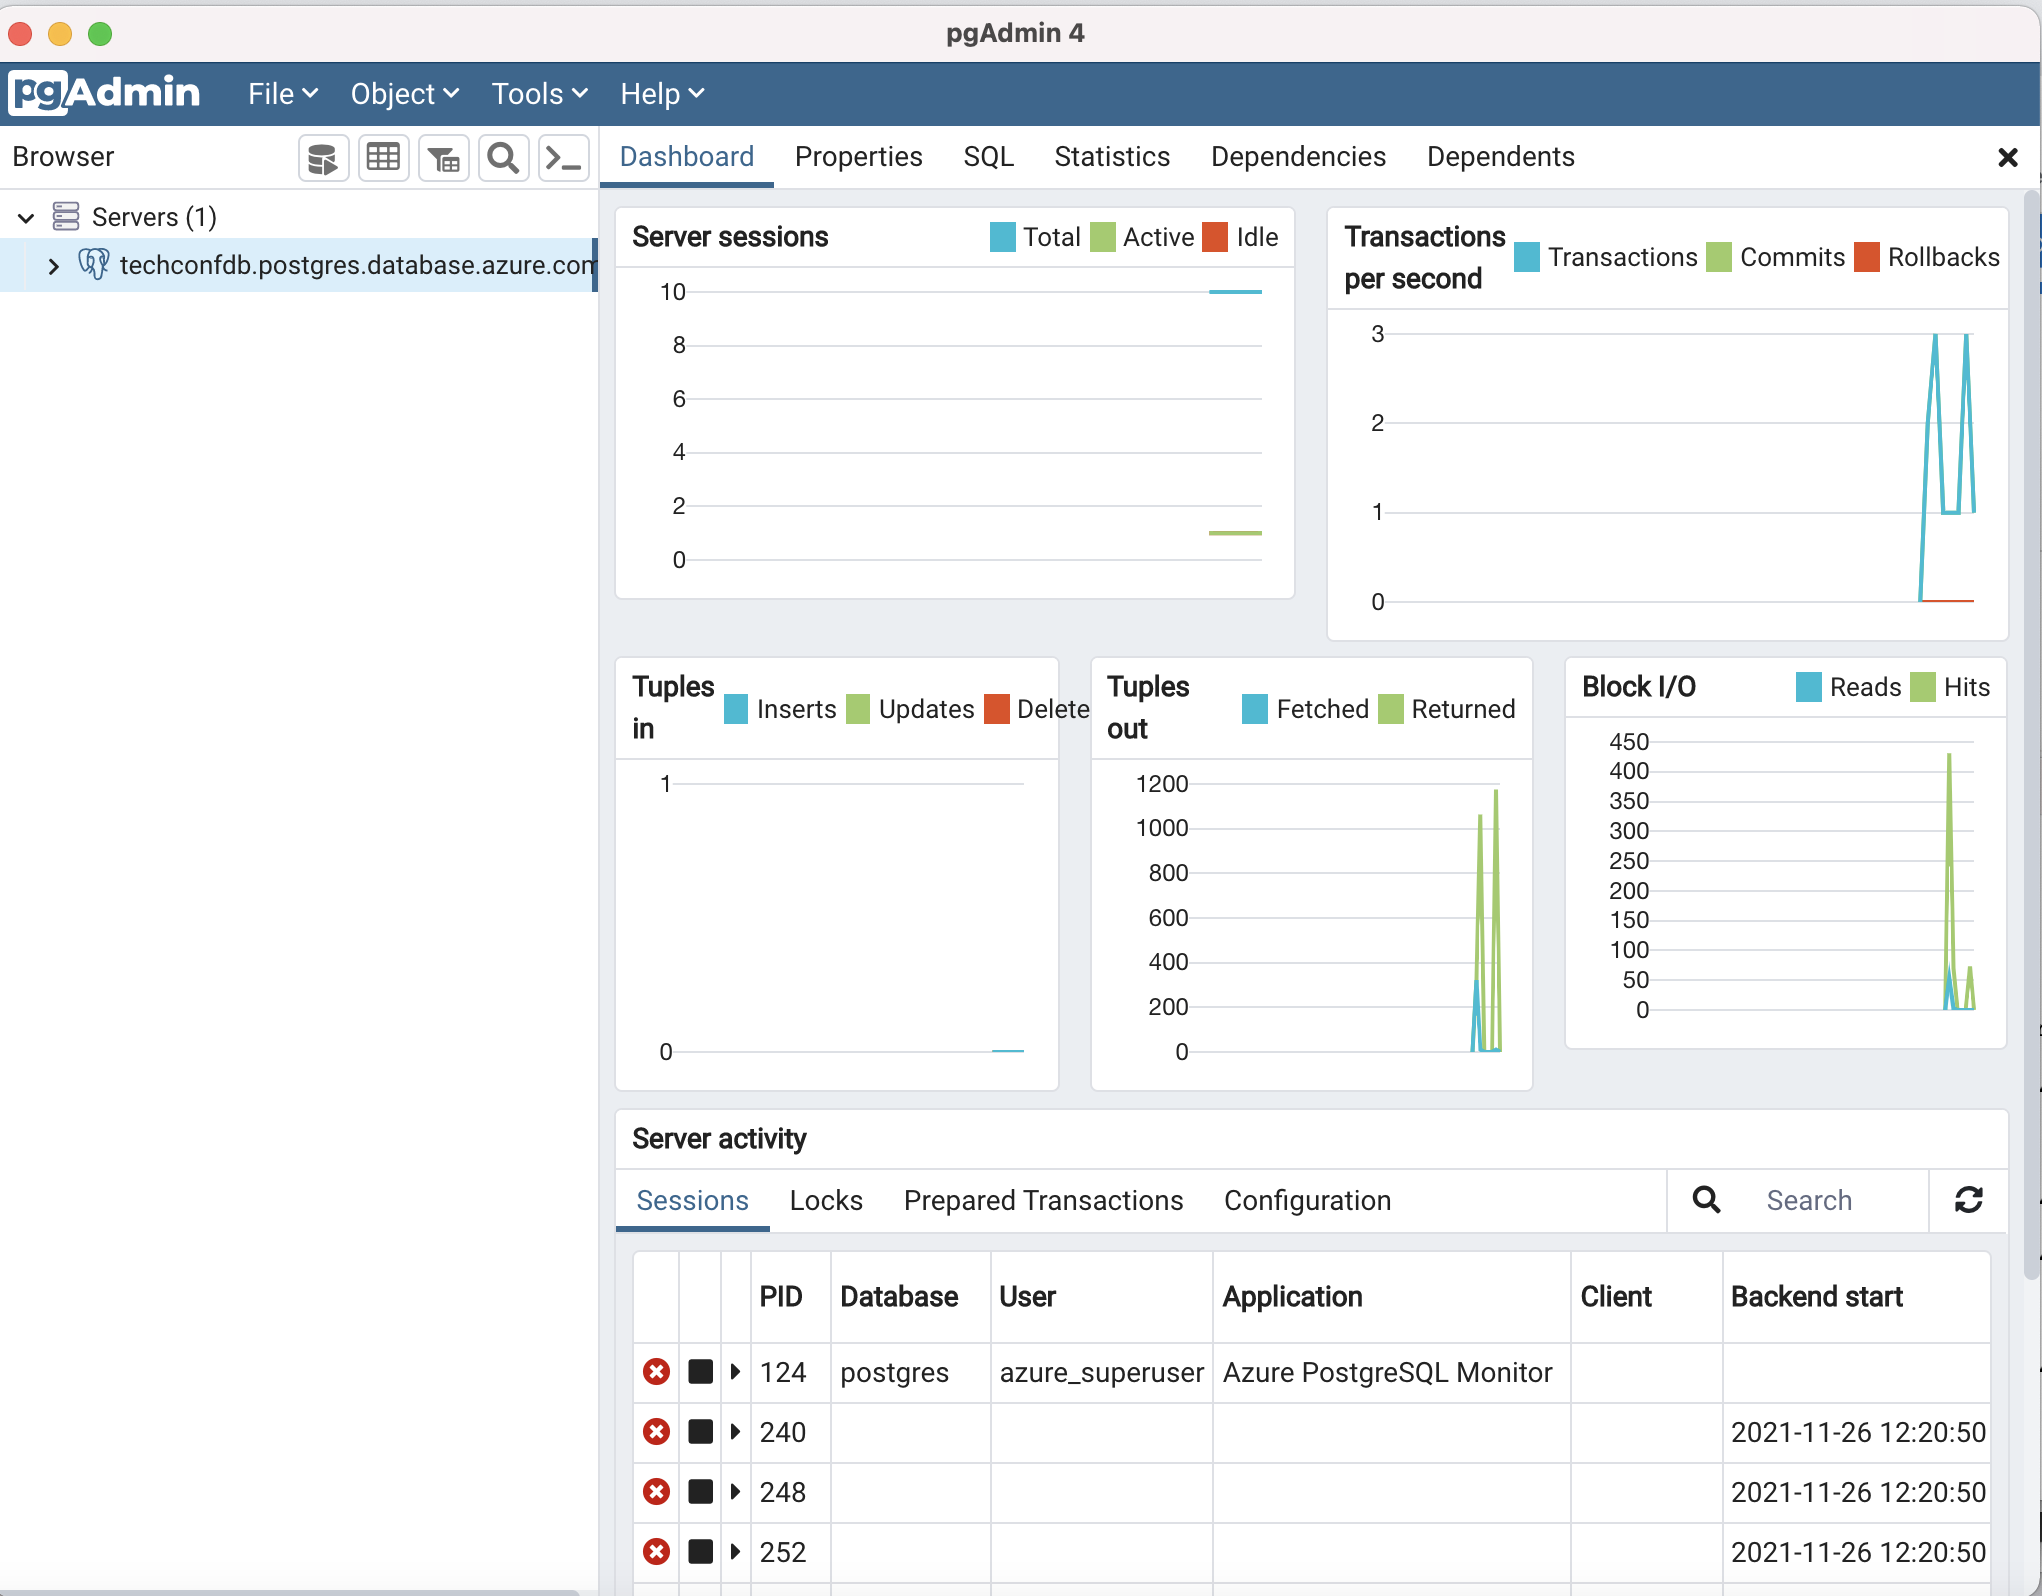 pgAdmin 4
pgAdmin File Object Tools Help
Browser
Dashboard Properties SQL Statistics Dependencies Dependents
Servers (1)
techconfdb.postgres.database.azure.com
Server sessions
Total Active Idle
10
8
6
4
2
0
Transactions
per second
Transactions Commits Rollbacks
3
2
1
0
Tuples
in
Inserts Updates Delete
1
0
Tuples
out
Fetched Returned
1200
1000
800
600
400
200
0
Block I/O
Reads Hits
450
400
350
300
250
200
150
100
50
0
Server activity
Sessions Locks Prepared Transactions Configuration Search
PID Database User Application Client Backend start
124 postgres azure_superuser Azure PostgreSQL Monitor
240 2021-11-26 12:20:50
248 2021-11-26 12:20:50
252 2021-11-26 12:20:50